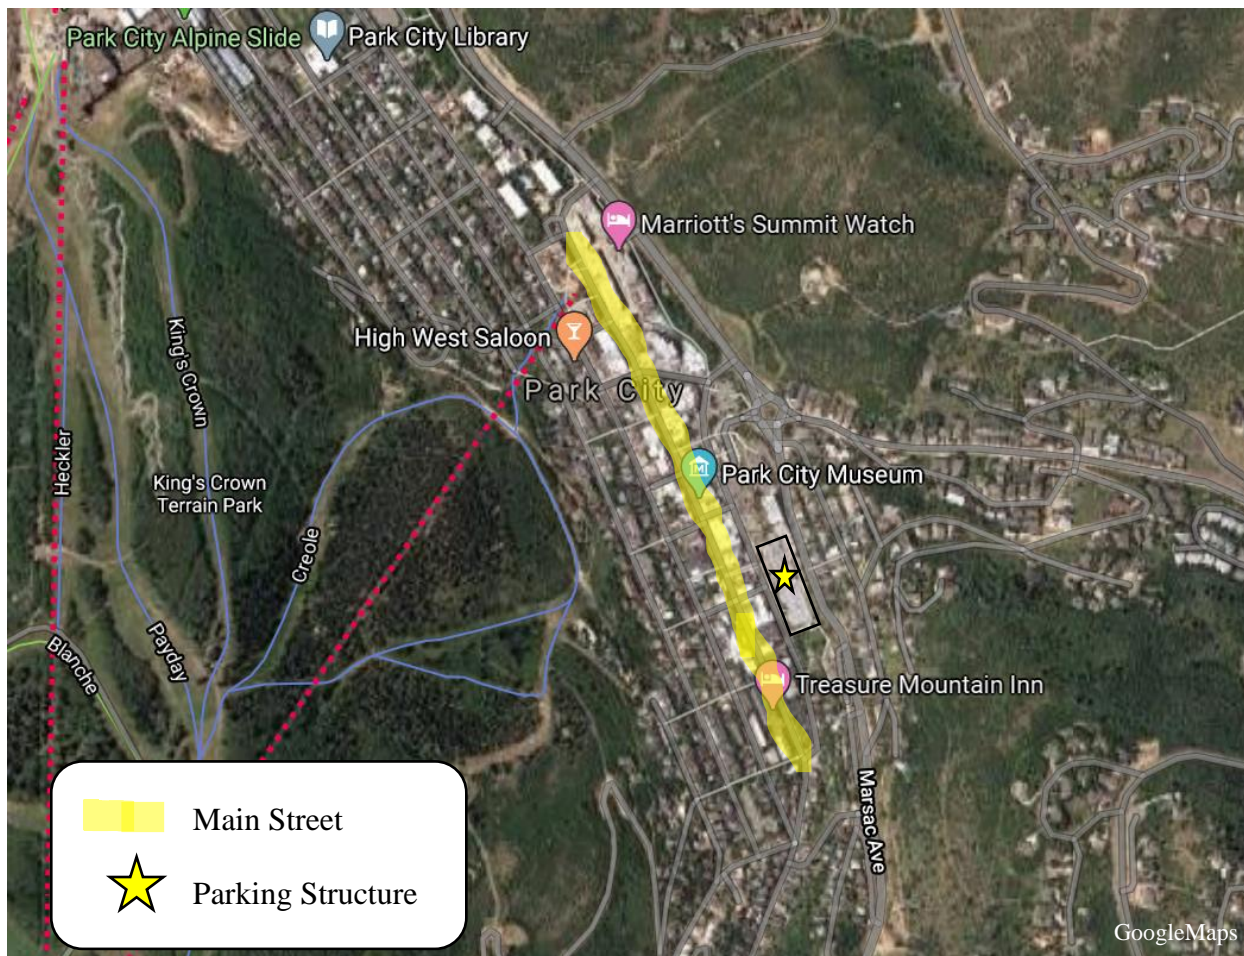 Park City Alpine Slide
Park City Library
Marriott's Summit Watch
High West Saloon
Park City
King's Crown
Heckler
King's Crown
Terrain Park
Creole
Park City Museum
Payday
Blanche
Treasure Mountain Inn
Marsac Ave
Main Street
Parking Structure
GoogleMaps